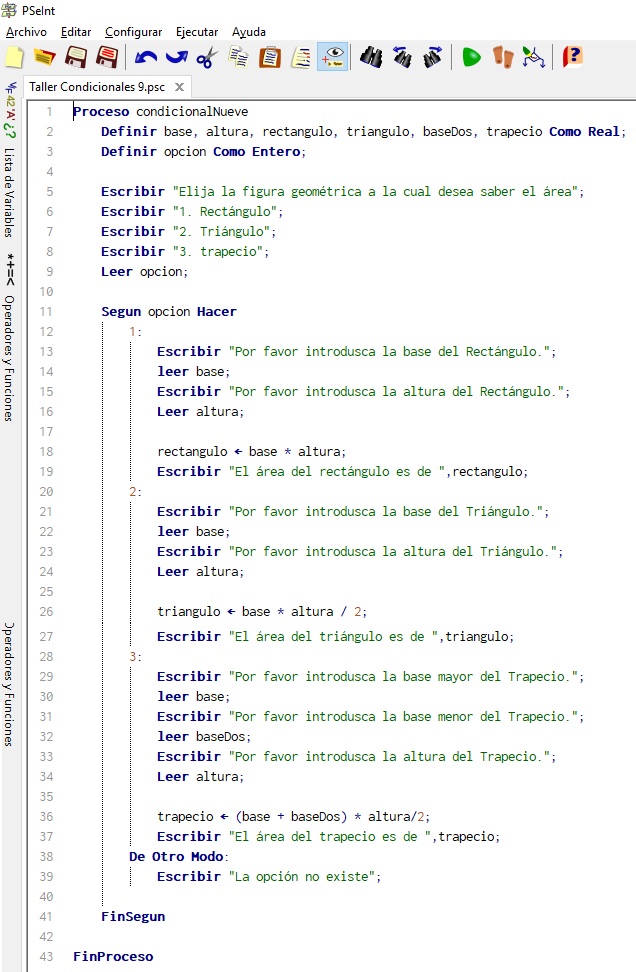 PSeInt
Archivo Editar Configurar Ejecutar Ayuda
Taller Condicionales 9.psc X
42 'A' ¿?
Lista de Variables
*+=<
Operadores y Funciones
Operadores y Funciones
1 Proceso condicionalNueve
2 Definir base, altura, rectangulo, triangulo, baseDos, trapecio Como Real;
3 Definir opcion Como Entero;
4
5 Escribir "Elija la figura geométrica a la cual desea saber el área";
6 Escribir "1. Rectángulo";
7 Escribir "2. Triángulo";
8 Escribir "3. trapecio";
9 Leer opcion;
10
11 Segun opcion Hacer
12 1:
13 Escribir "Por favor introdusca la base del Rectángulo.";
14 leer base;
15 Escribir "Por favor introdusca la altura del Rectángulo.";
16 Leer altura;
17
18 rectangulo ← base * altura;
19 Escribir "El área del rectángulo es de ",rectangulo;
20 2:
21 Escribir "Por favor introdusca la base del Triángulo.";
22 leer base;
23 Escribir "Por favor introdusca la altura del Triángulo.";
24 Leer altura;
25
26 triangulo ← base * altura / 2;
27 Escribir "El área del triángulo es de ",triangulo;
28 3:
29 Escribir "Por favor introdusca la base mayor del Trapecio.";
30 leer base;
31 Escribir "Por favor introdusca la base menor del Trapecio.";
32 leer baseDos;
33 Escribir "Por favor introdusca la altura del Trapecio.";
34 Leer altura;
35
36 trapecio ← (base + baseDos) * altura/2;
37 Escribir "El área del trapecio es de ",trapecio;
38 De Otro Modo:
39 Escribir "La opción no existe";
40
41 FinSegun
42
43 FinProceso